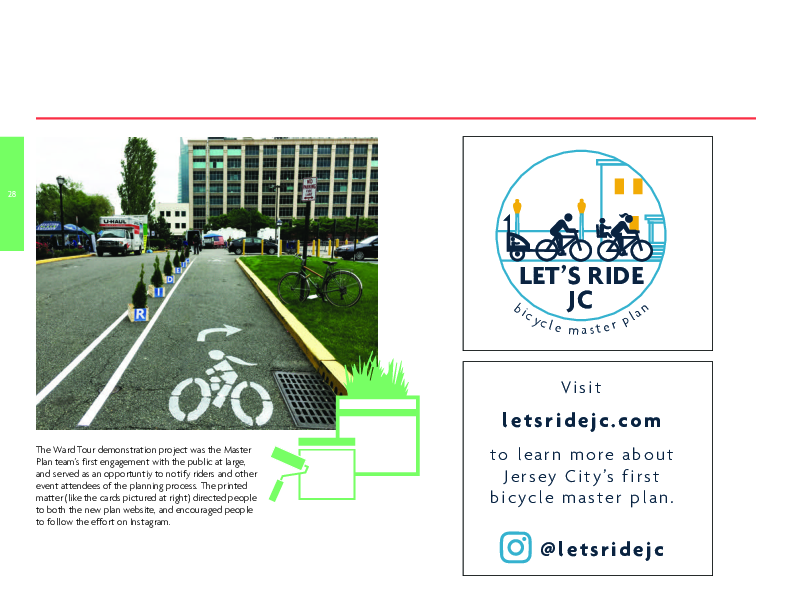 28
U-HAUL
NO
PARKING
R
I
D
E
The Ward Tour demonstration project was the Master
Plan team's first engagement with the public at large,
and served as an opportuntiy to notify riders and other
event attendees of the planning process. The printed
matter (like the cards pictured at right) directed people
to both the new plan website, and encouraged people
to follow the effort on Instagram.
LET'S RIDE
JC
bicycle master plan
Visit
letsridejc.com
to learn more about
Jersey City's first
bicycle master plan.
@letsridejc